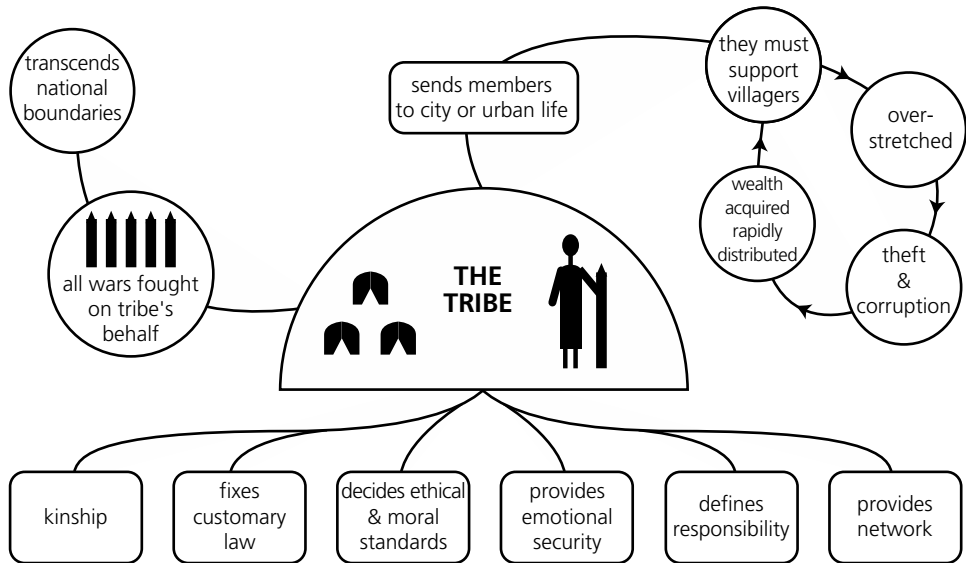 transcends
national
boundaries
all wars fought
on tribe's
behalf
sends members
to city or urban life
they must
support
villagers
over-
stretched
theft
&
corruption
wealth
acquired
rapidly
distributed
THE
TRIBE
kinship
fixes
customary
law
decides ethical
& moral
standards
provides
emotional
security
defines
responsibility
provides
network